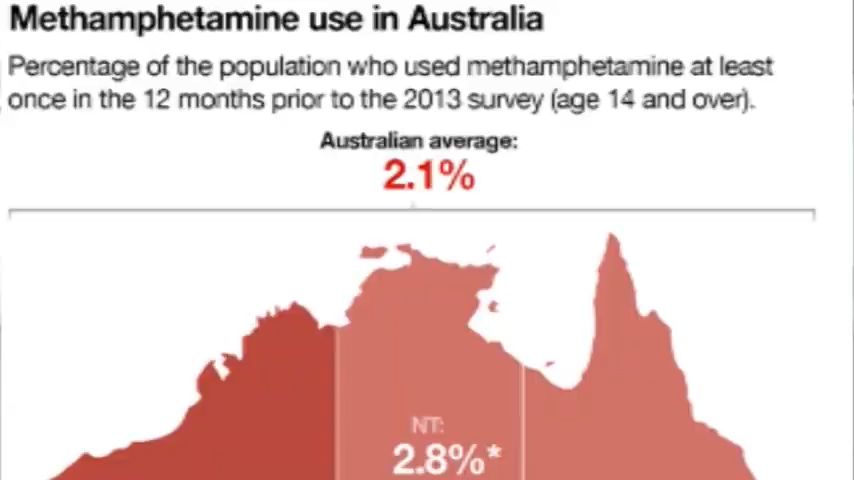 Methamphetamine use in Australia
Percentage of the population who used methamphetamine at least
once in the 12 months prior to the 2013 survey (age 14 and over).
Australian average:
2.1%
NT:
2.8%*